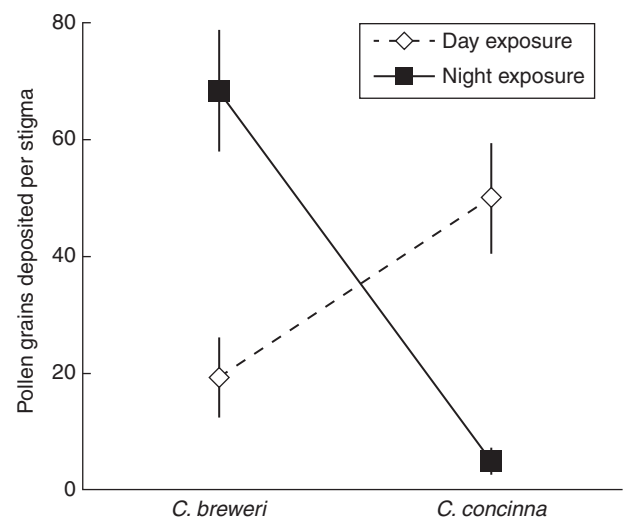 80
60
40
20
0
Pollen grains deposited per stigma
Day exposure
Night exposure
C. breweri
C. concinna